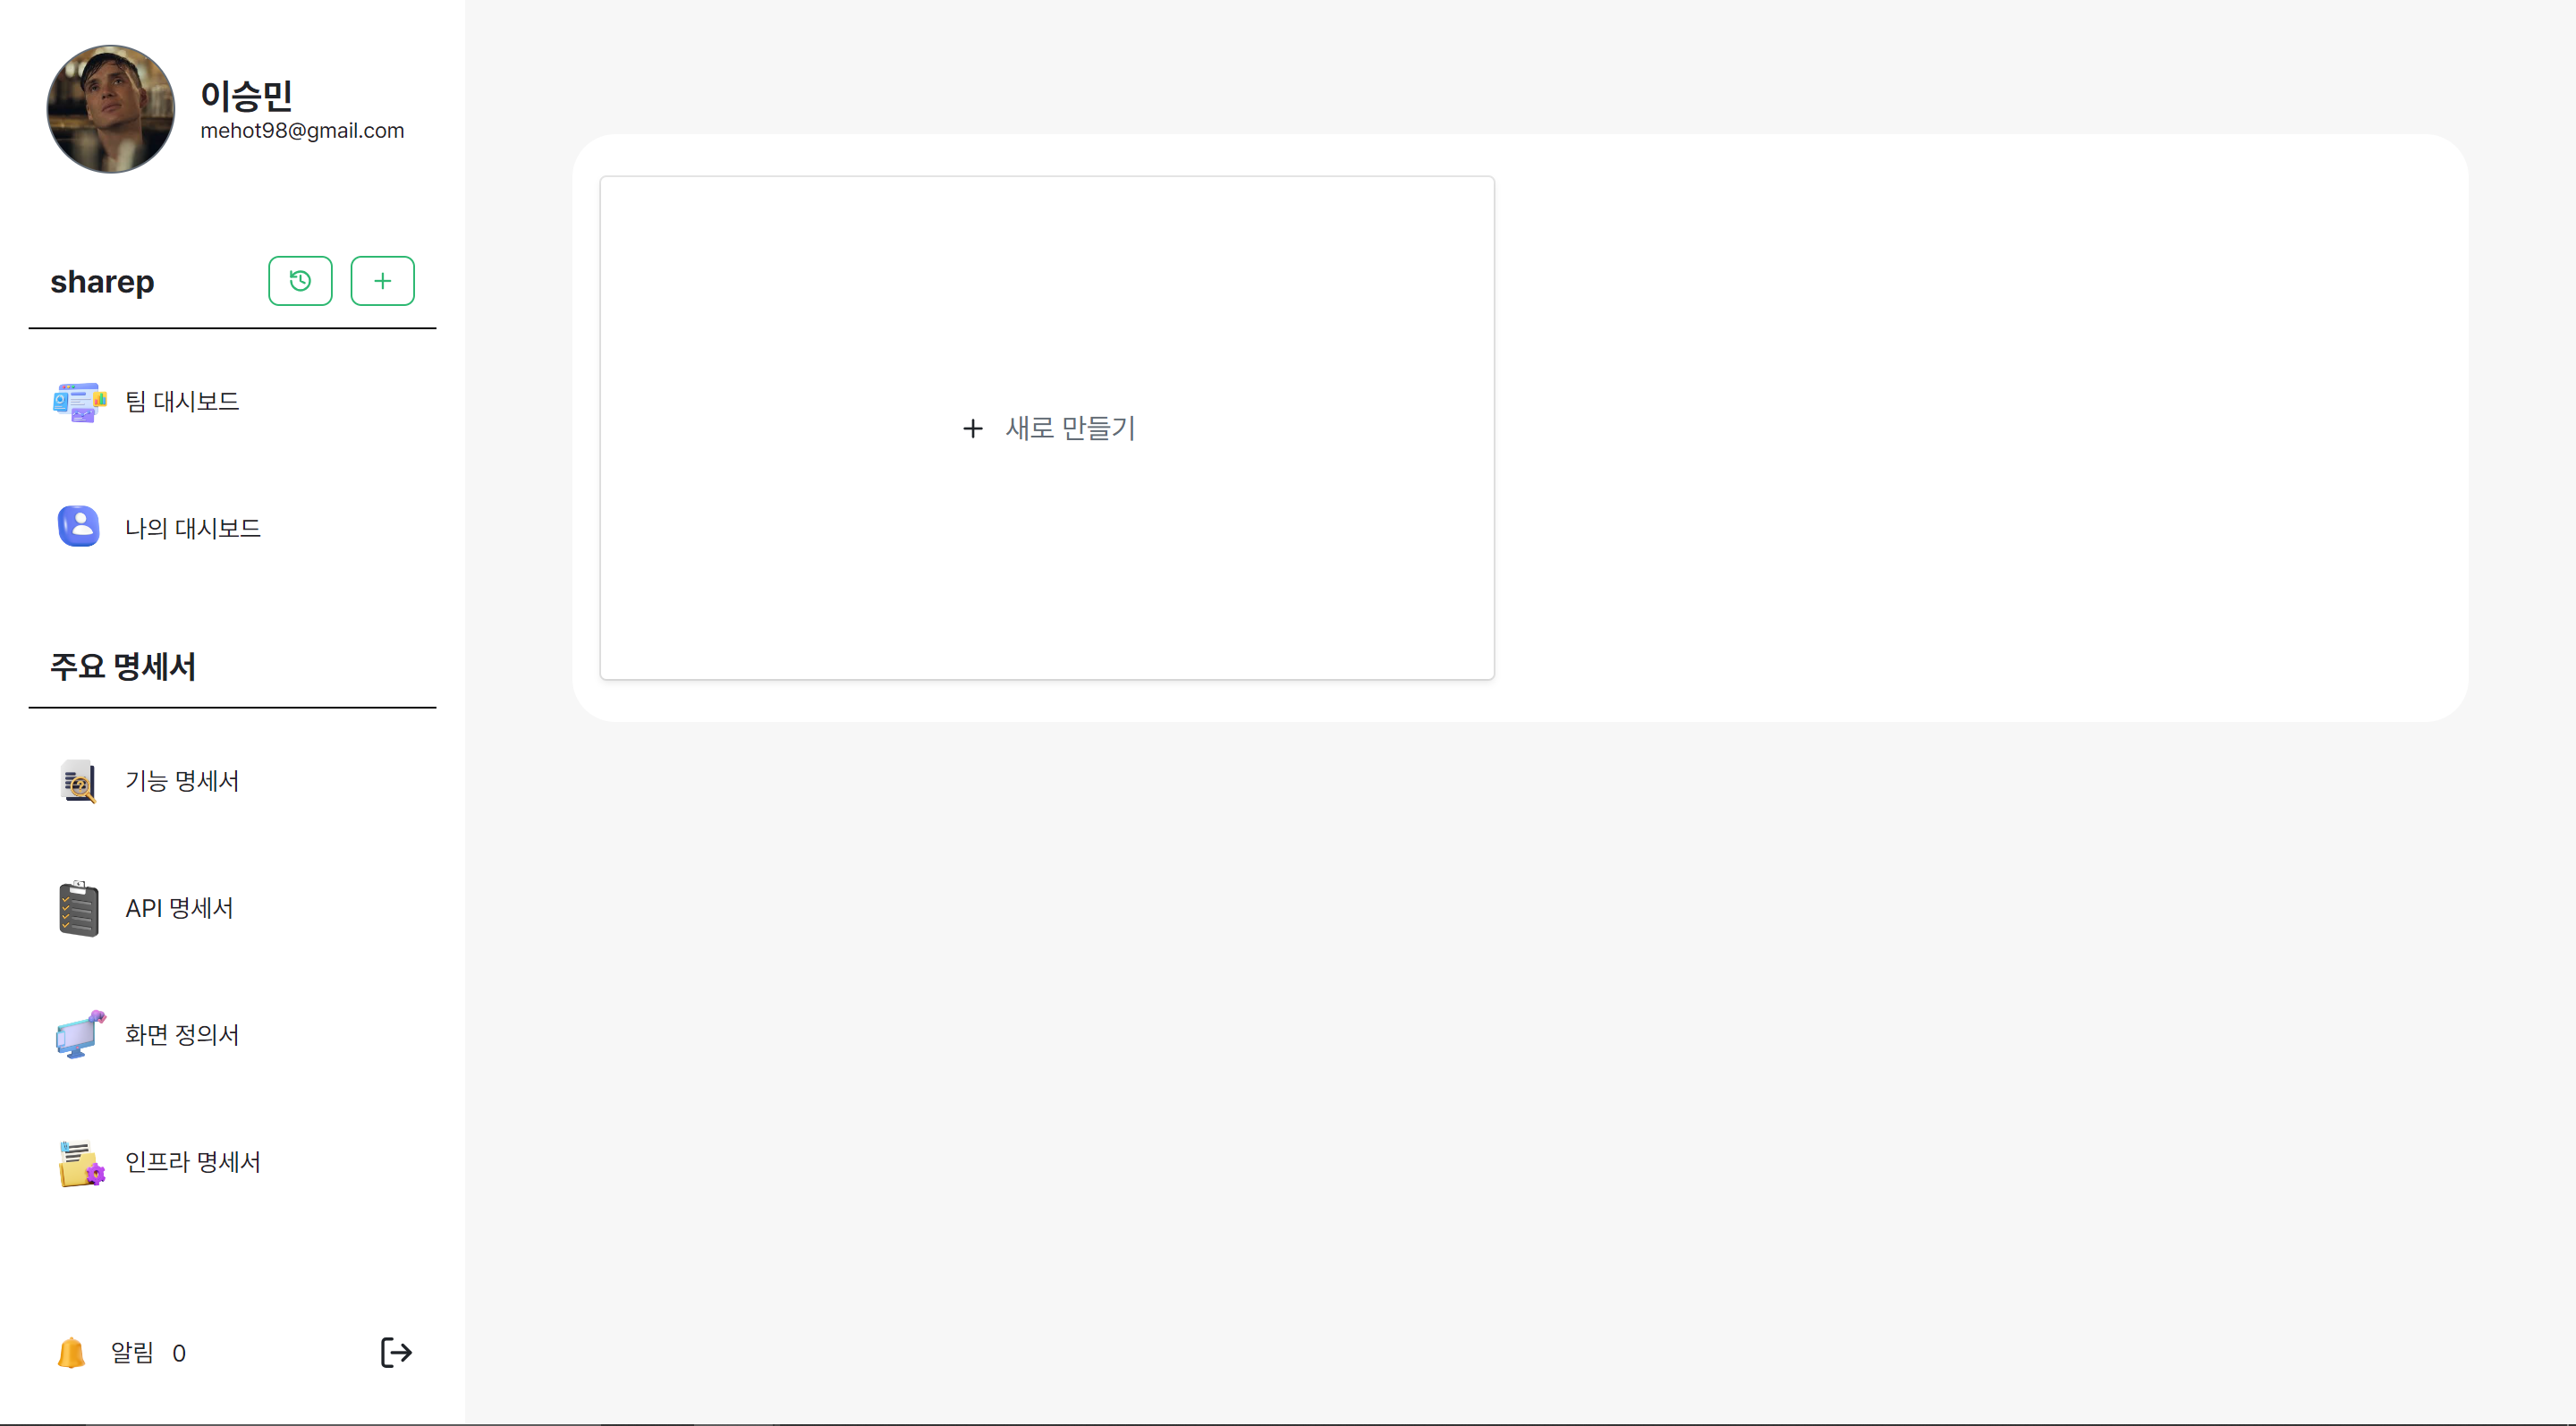 이승민
mehot98@gmail.com
sharep
팀 대시보드
나의 대시보드
주요 명세서
기능 명세서
API 명세서
화면 정의서
인프라 명세서
알림 0
+ 새로 만들기